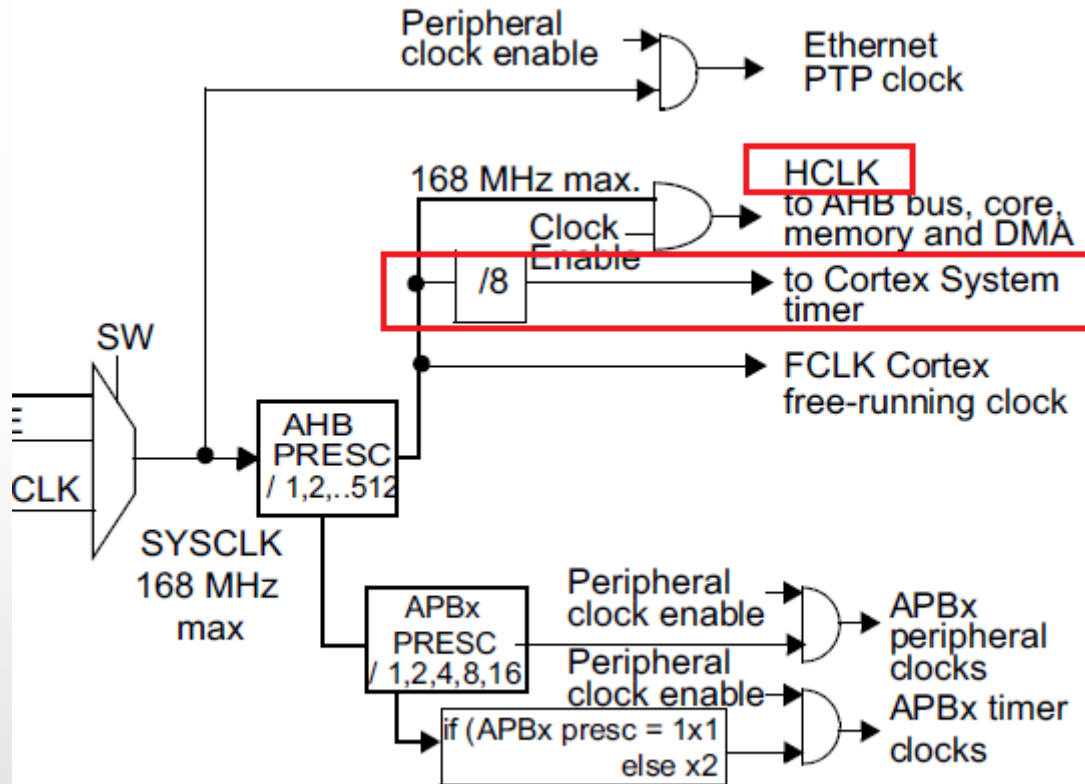 Peripheral
clock enable
Ethernet
PTP clock
168 MHz max.
HCLK
to AHB bus, core,
memory and DMA
Clock
Enable
/8
to Cortex System
timer
SW
FCLK Cortex
free-running clock
E
CLK
AHB
PRESC
/ 1,2,..512
SYSCLK
168 MHz
max
APBx
PRESC
/ 1,2,4,8,16
Peripheral
clock enable
APBx
peripheral
clocks
Peripheral
clock enable
if (APBx presc = 1x1
else x2
APBx timer
clocks